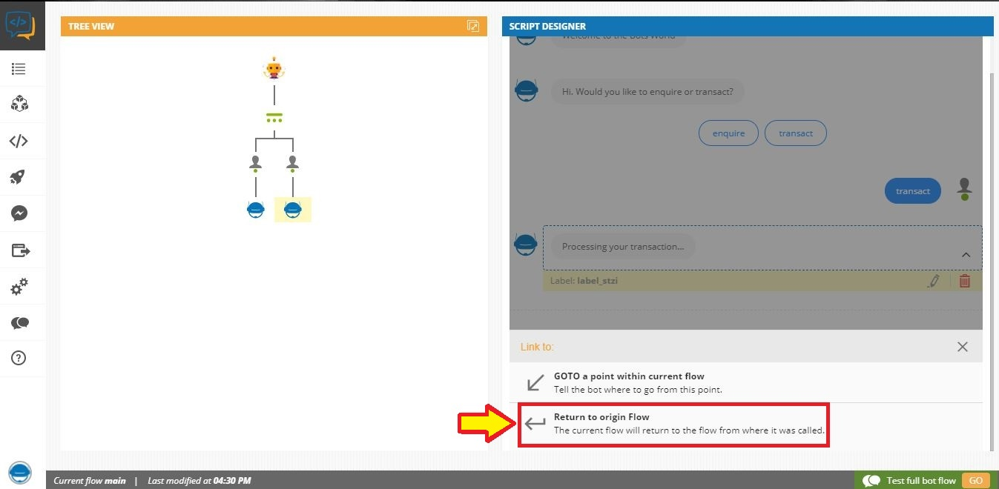 TREE VIEW
SCRIPT DESIGNER
Welcome to the Bots World
Hi. Would you like to enquire or transact?
enquire
transact
transact
Processing your transaction...
Label: label_stzi
Link to:
GOTO a point within current flow
Tell the bot where to go from this point.
Return to origin Flow
The current flow will return to the flow from where it was called.
Current flow main | Last modified at 04:30 PM
Test full bot flow GO